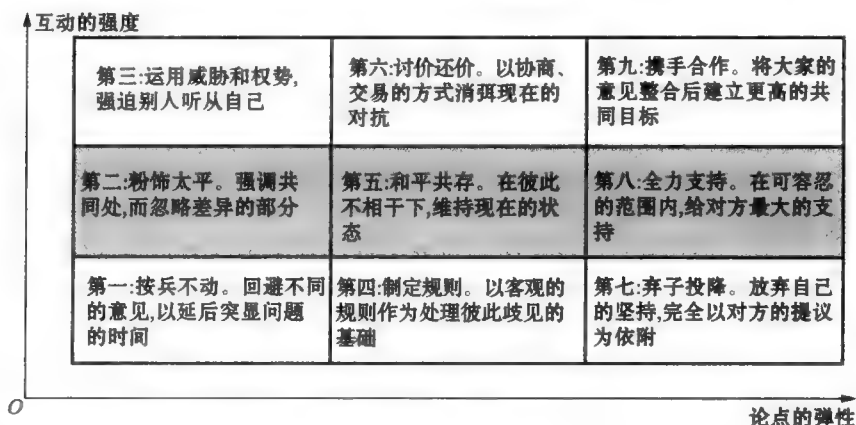 互动的强度
第三:运用威胁和权势,
强迫别人听从自己
第六:讨价还价。以协商、
交易的方式消弭现在的
对抗
第九:携手合作。将大家的
意见整合后建立更高的共
同目标
第二:粉饰太平。强调共
同处,而忽略差异的部分
第五:和平共存。在彼此
不相干下,维持现在的状
态
第八:全力支持。在可容忍
的范围内,给对方最大的支
持
第一:按兵不动。回避不同
的意见,以延后突显问题
的时间
第四:制定规则。以客观的
规则作为处理彼此歧见的
基础
第七:弃子投降。放弃自己
的坚持,完全以对方的提议
为依附
O
论点的弹性